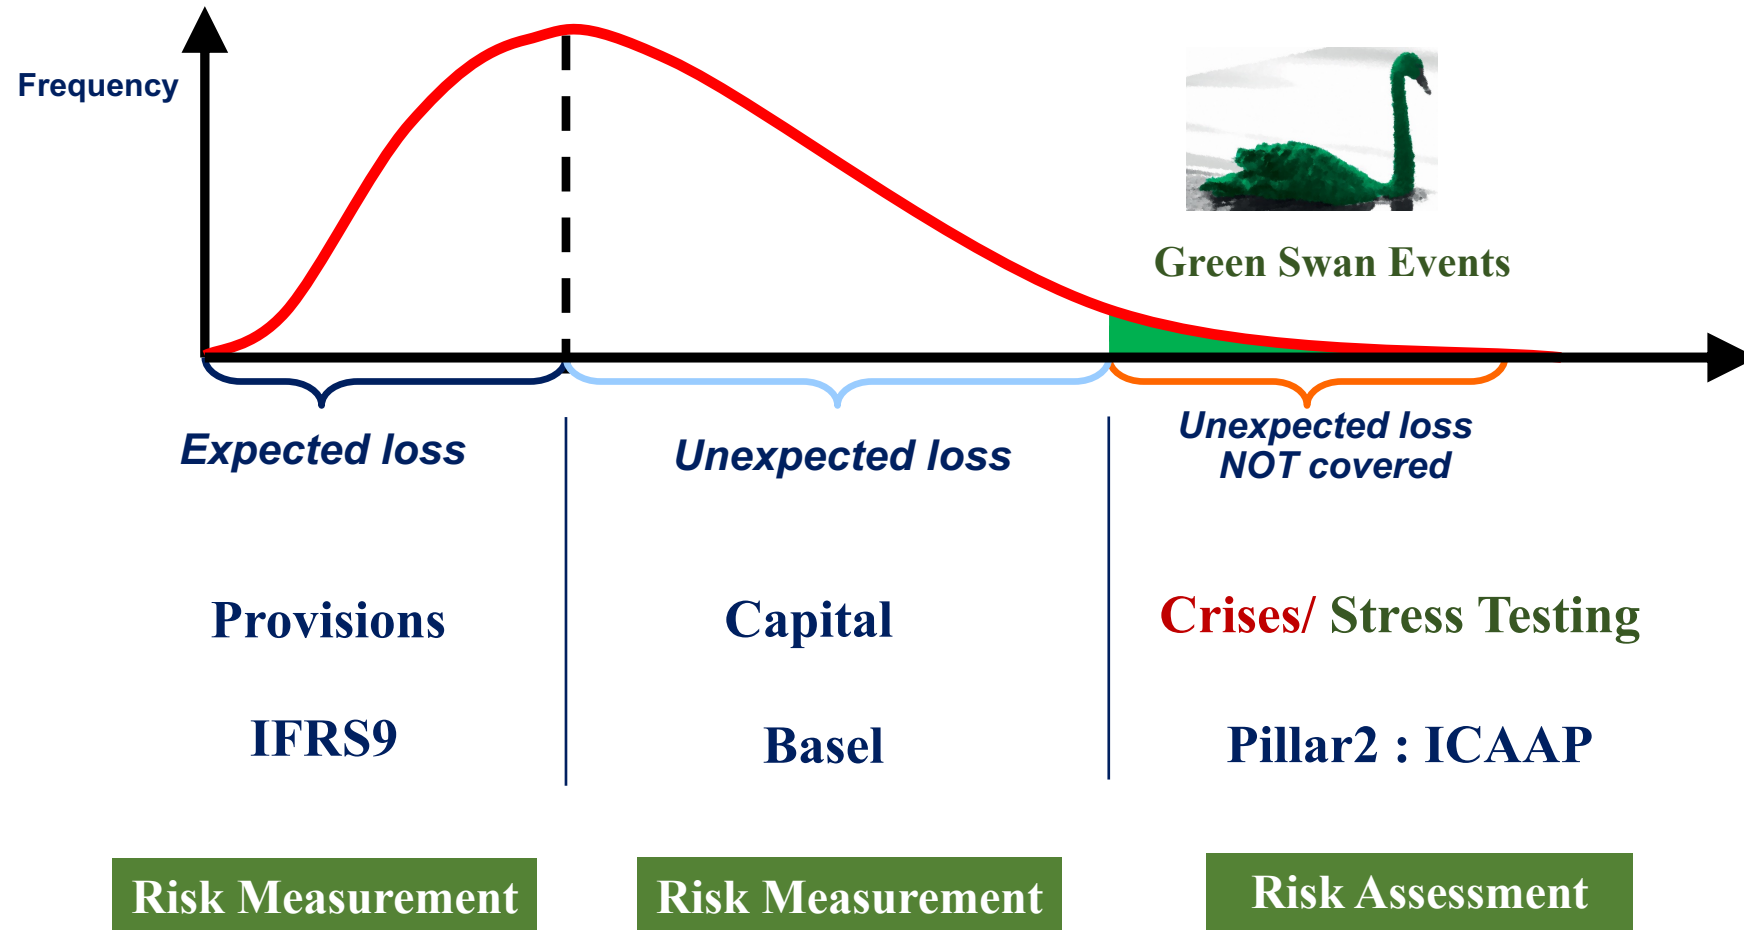 Frequency
Green Swan Events
Expected loss
Unexpected loss
Unexpected loss
NOT covered
Provisions
Capital
Crises/ Stress Testing
IFRS9
Basel
Pillar2 : ICAAP
Risk Measurement
Risk Measurement
Risk Assessment